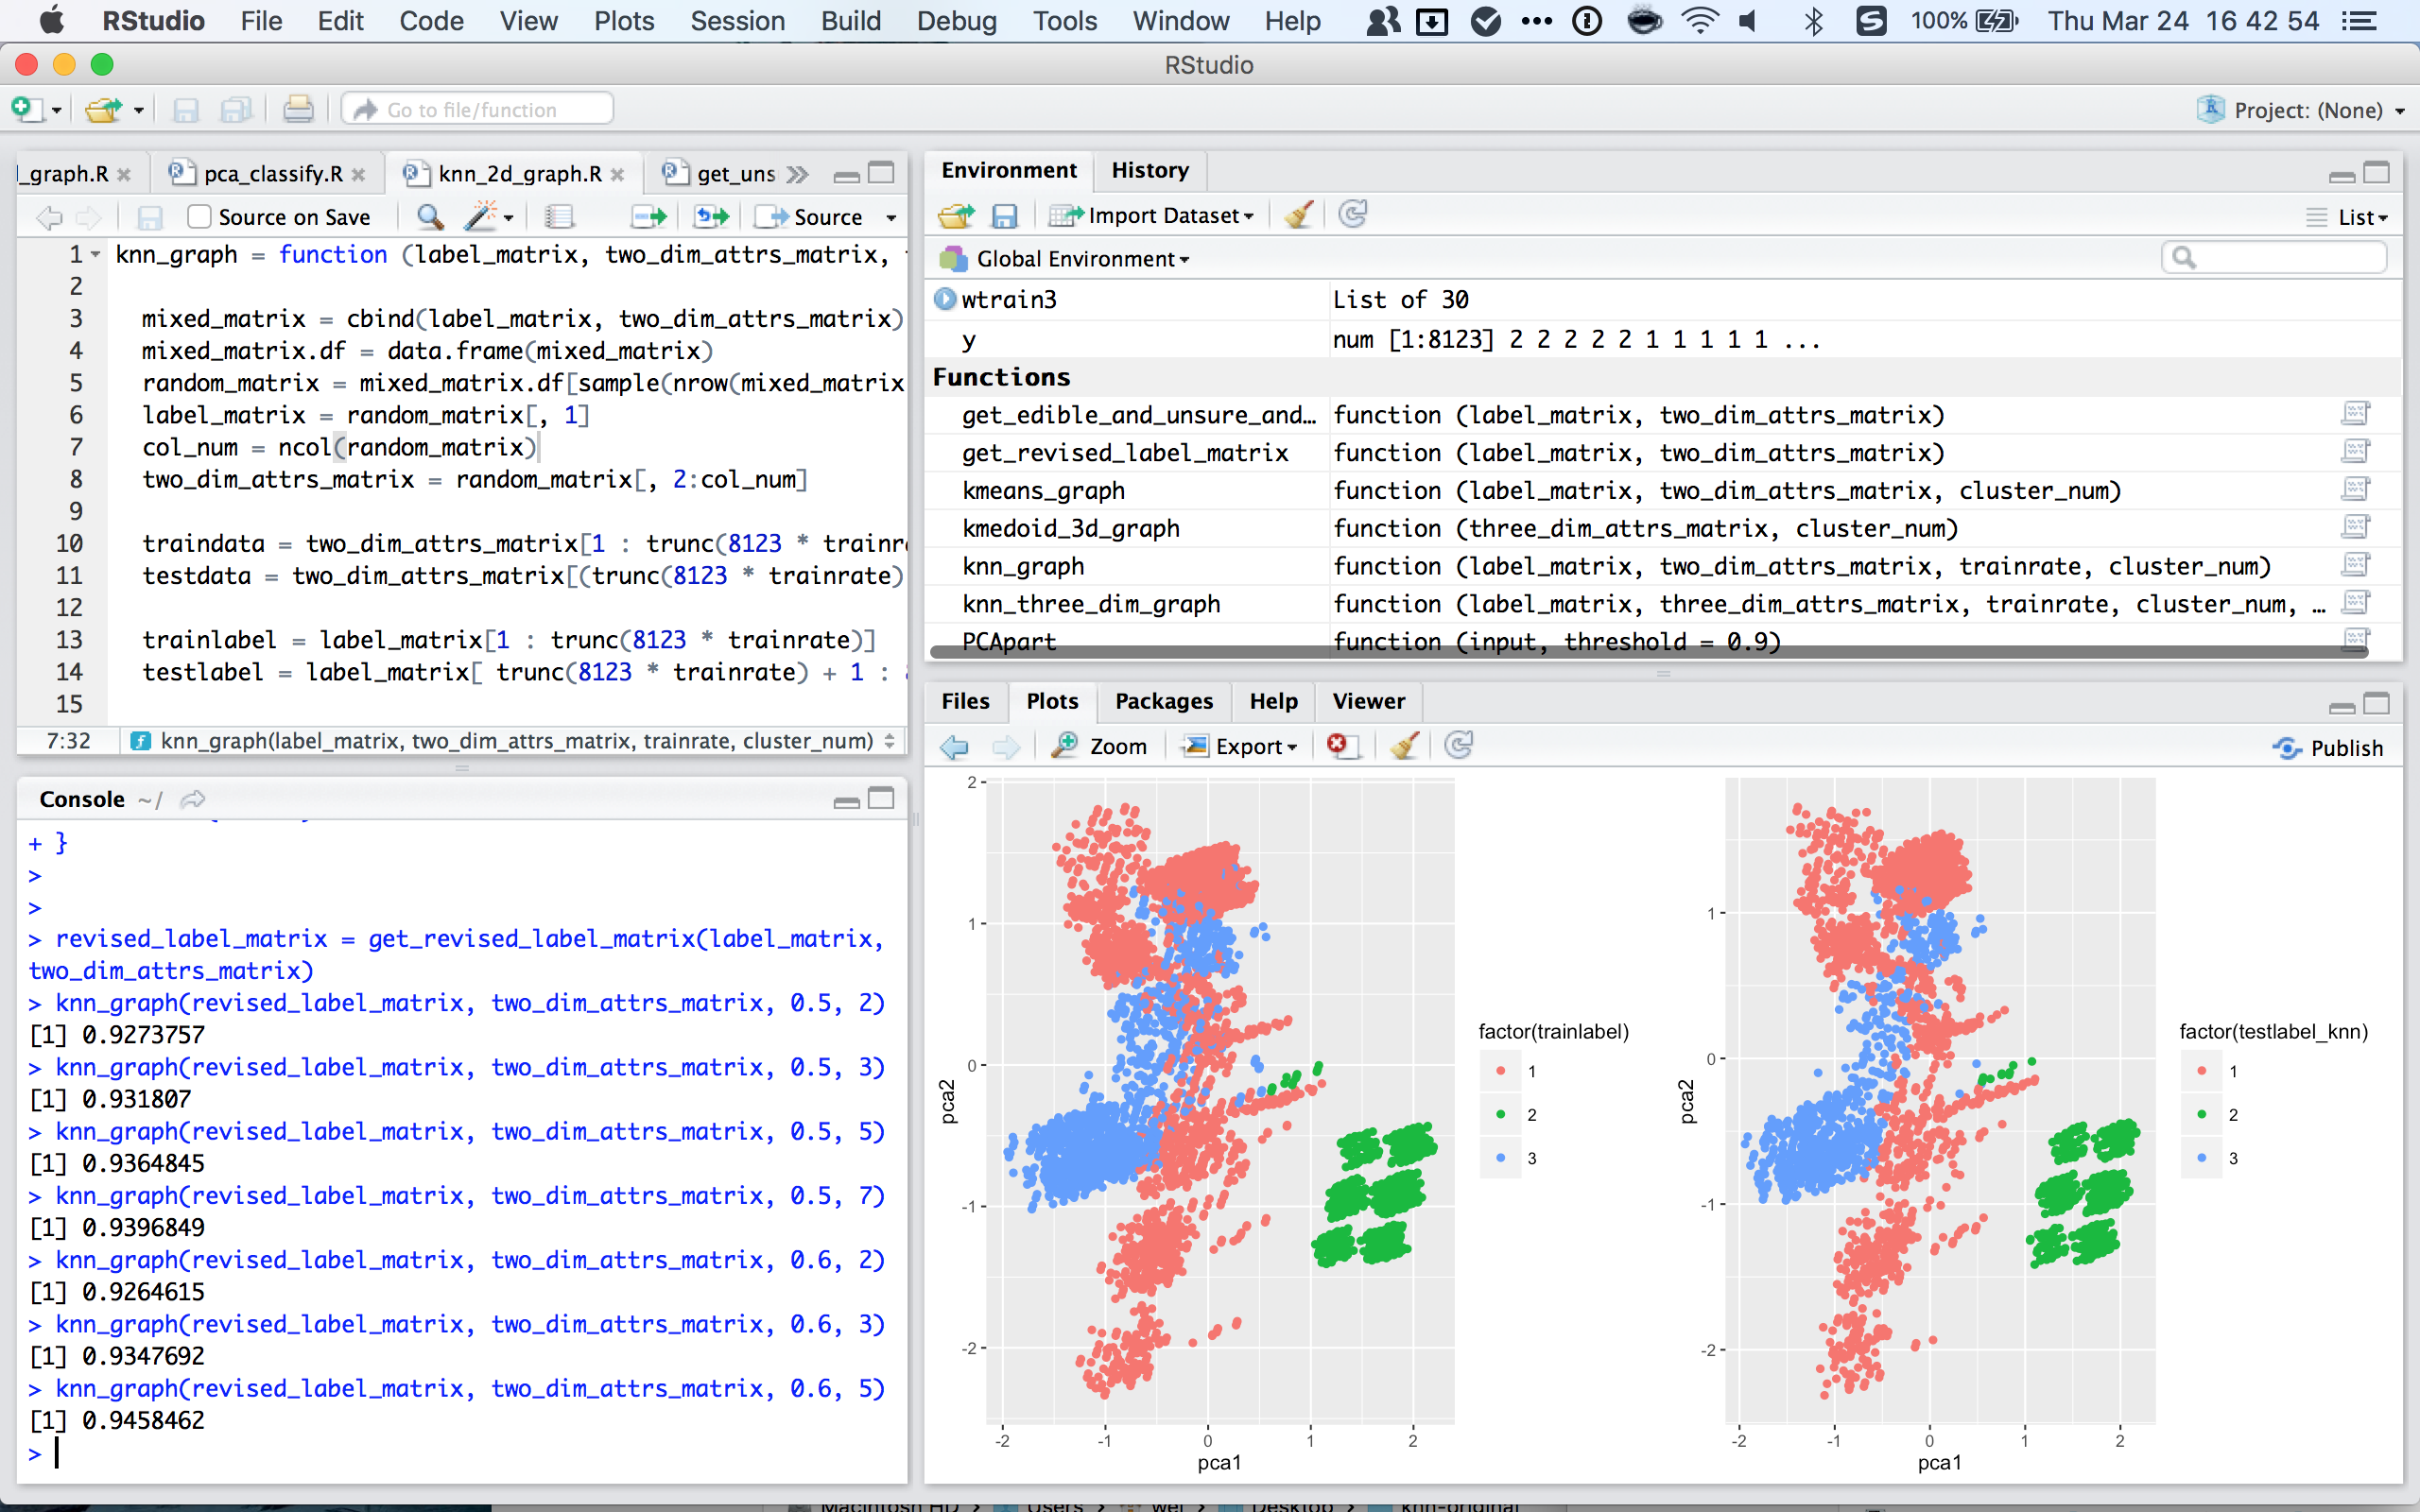 RStudio File Edit Code View Plots Session Build Debug Tools Window Help 100% Thu Mar 24 16 42 54
RStudio
Go to file/function
Project: (None)
_graph.R pca_classify.R knn_2d_graph.R get_uns
Source on Save Source
1 knn_graph = function (label_matrix, two_dim_attrs_matrix,
2
3 mixed_matrix = cbind(label_matrix, two_dim_attrs_matrix)
4 mixed_matrix.df = data.frame(mixed_matrix)
5 random_matrix = mixed_matrix.df[sample(nrow(mixed_matrix
6 label_matrix = random_matrix[, 1]
7 col_num = ncol(random_matrix)
8 two_dim_attrs_matrix = random_matrix[, 2:col_num]
9
10 traindata = two_dim_attrs_matrix[1 : trunc(8123 * trainr
11 testdata = two_dim_attrs_matrix[(trunc(8123 * trainrate)
12
13 trainlabel = label_matrix[1 : trunc(8123 * trainrate)]
14 testlabel = label_matrix[ trunc(8123 * trainrate) + 1 :
15
7:32 knn_graph(label_matrix, two_dim_attrs_matrix, trainrate, cluster_num)
Console ~/
+ }
>
>
> revised_label_matrix = get_revised_label_matrix(label_matrix,
two_dim_attrs_matrix)
> knn_graph(revised_label_matrix, two_dim_attrs_matrix, 0.5, 2)
[1] 0.9273757
> knn_graph(revised_label_matrix, two_dim_attrs_matrix, 0.5, 3)
[1] 0.931807
> knn_graph(revised_label_matrix, two_dim_attrs_matrix, 0.5, 5)
[1] 0.9364845
> knn_graph(revised_label_matrix, two_dim_attrs_matrix, 0.5, 7)
[1] 0.9396849
> knn_graph(revised_label_matrix, two_dim_attrs_matrix, 0.6, 2)
[1] 0.9264615
> knn_graph(revised_label_matrix, two_dim_attrs_matrix, 0.6, 3)
[1] 0.9347692
> knn_graph(revised_label_matrix, two_dim_attrs_matrix, 0.6, 5)
[1] 0.9458462
>
Environment History
Import Dataset List
Global Environment
wtrain3 List of 30
y num [1:8123] 2 2 2 2 2 1 1 1 1 1 ...
Functions
get_edible_and_unsure_and… function (label_matrix, two_dim_attrs_matrix)
get_revised_label_matrix function (label_matrix, two_dim_attrs_matrix)
kmeans_graph function (label_matrix, two_dim_attrs_matrix, cluster_num)
kmedoid_3d_graph function (three_dim_attrs_matrix, cluster_num)
knn_graph function (label_matrix, two_dim_attrs_matrix, trainrate, cluster_num)
knn_three_dim_graph function (label_matrix, three_dim_attrs_matrix, trainrate, cluster_num, …
PCApart function (input, threshold = 0.9)
Files Plots Packages Help Viewer
Zoom Export Publish
2
1
0
-1
-2
pca2
-2 -1 0 1 2
pca1
factor(trainlabel)
1
2
3
1
0
-1
-2
pca2
-2 -1 0 1 2
pca1
factor(testlabel_knn)
1
2
3
Macintosh HD Users wei Desktop knn-original